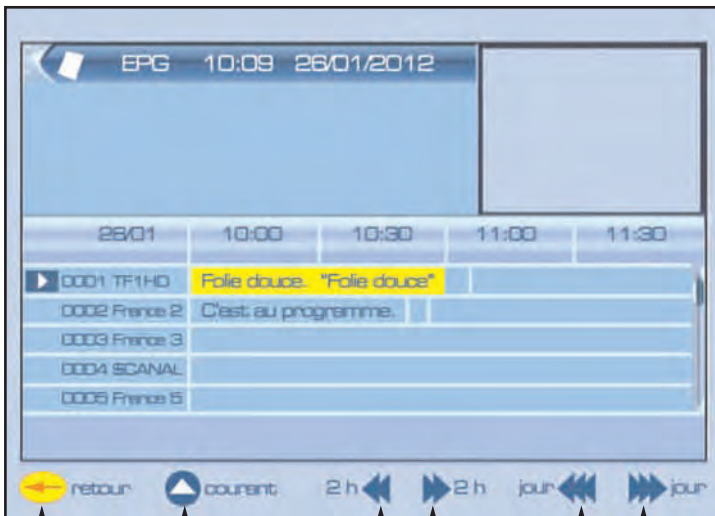 EPG 10:09 26/01/2012
26/01 10:00 10:30 11:00 11:30
0001 TF1HD Folie douce. "Folie douce"
0002 France 2 C'est au programme.
0003 France 3
0004 $CANAL
0005 France 5
retour courant 2 h 2 h jour jour